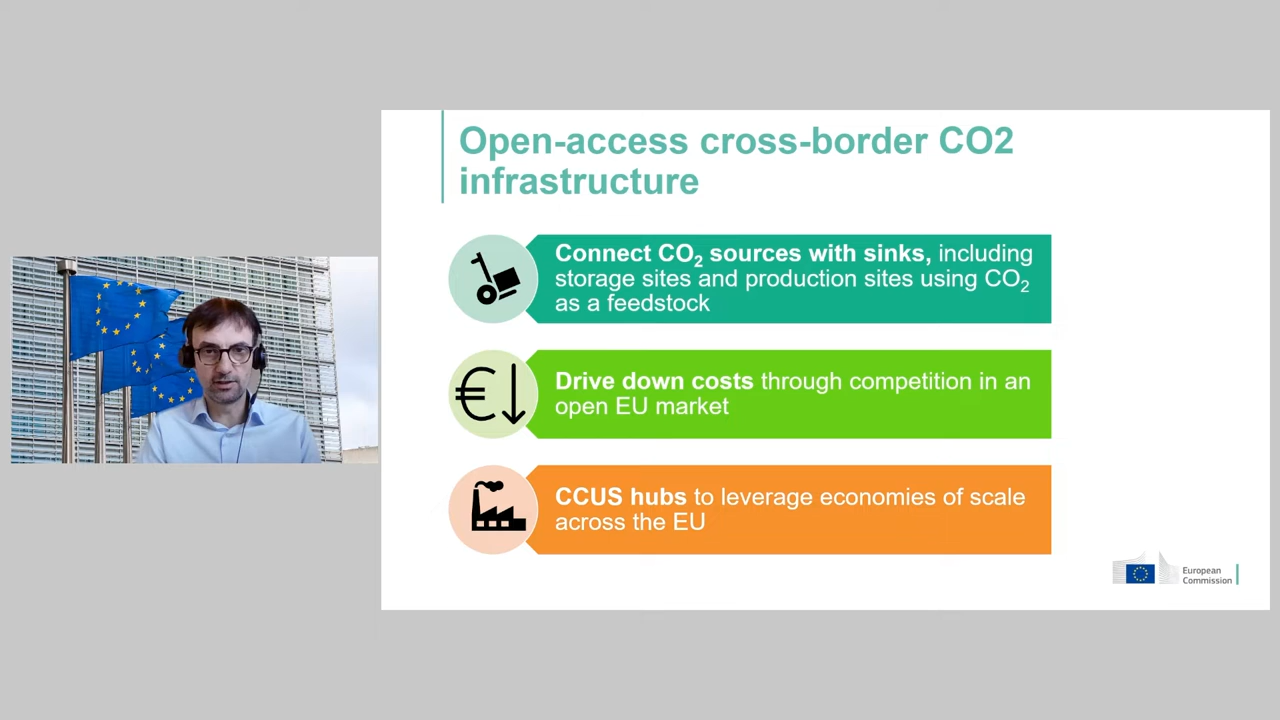 Open-access cross-border CO2
infrastructure
Connect CO₂ sources with sinks, including
storage sites and production sites using CO₂
as a feedstock
€
Drive down costs through competition in an
open EU market
CCUS hubs to leverage economies of scale
across the EU
European
Commission